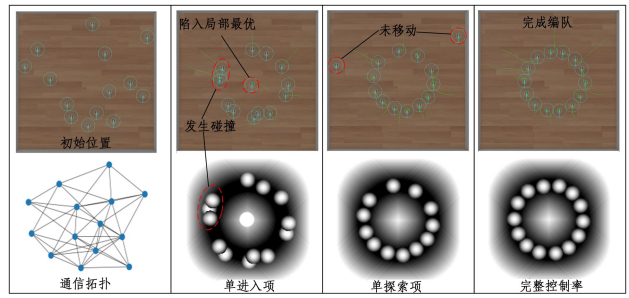 陷入局部最优
未移动
完成编队
发生碰撞
初始位置
通信拓扑
单进入项
单探索项
完整控制率